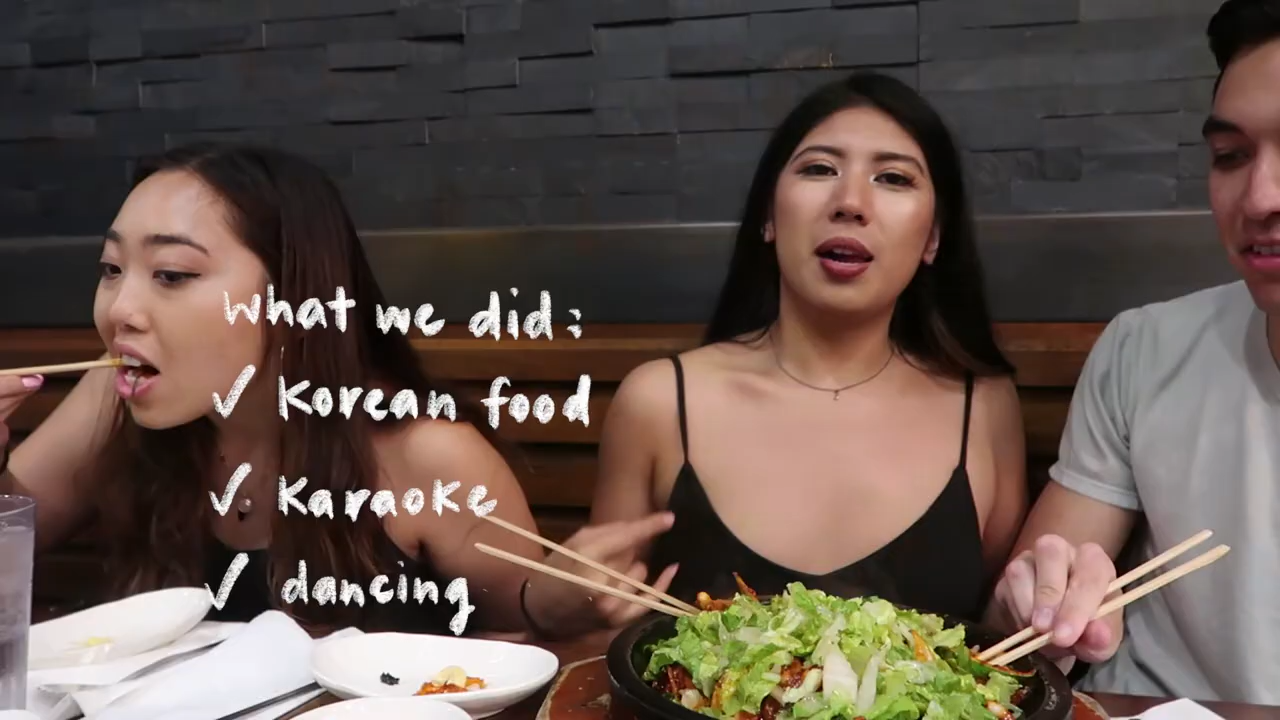 What we did:
✓ Korean food
✓ Karaoke
✓ dancing